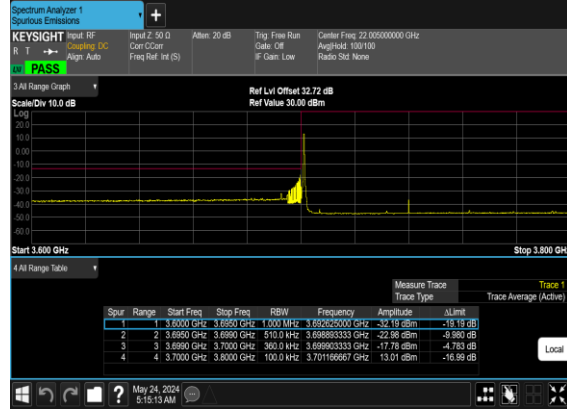 Spectrum Analyzer 1
Spurious Emissions
KEYSIGHT Input: RF Input Z: 50 Ω Atten: 20 dB Trig: Free Run Center Freq: 22.005000000 GHz
R T Coupling: DC Corr CCorr Gate: Off Avg|Hold: 100/100
Align: Auto Freq Ref: Int (S) IF Gain: Low Radio Std: None
PASS
3 All Range Graph
Ref Lvl Offset 32.72 dB
Scale/Div 10.0 dB Ref Value 30.00 dBm
Log
20.0
10.0
0.00
-10.0
-20.0
-30.0
-40.0
-50.0
-60.0
Start 3.600 GHz Stop 3.800 GHz
4 All Range Table
Measure Trace Trace 1
Trace Type Trace Average (Active)
Spur Range Start Freq Stop Freq RBW Frequency Amplitude ΔLimit
1 1 3.6000 GHz 3.6950 GHz 1.000 MHz 3.692625000 GHz -32.19 dBm -19.19 dB
2 2 3.6950 GHz 3.6990 GHz 510.0 kHz 3.698893333 GHz -22.98 dBm -9.980 dB
3 3 3.6990 GHz 3.7000 GHz 360.0 kHz 3.699903333 GHz -17.78 dBm -4.783 dB
4 4 3.7000 GHz 3.8000 GHz 100.0 kHz 3.701166667 GHz 13.01 dBm -16.99 dB
Local
?
May 24, 2024
5:15:13 AM